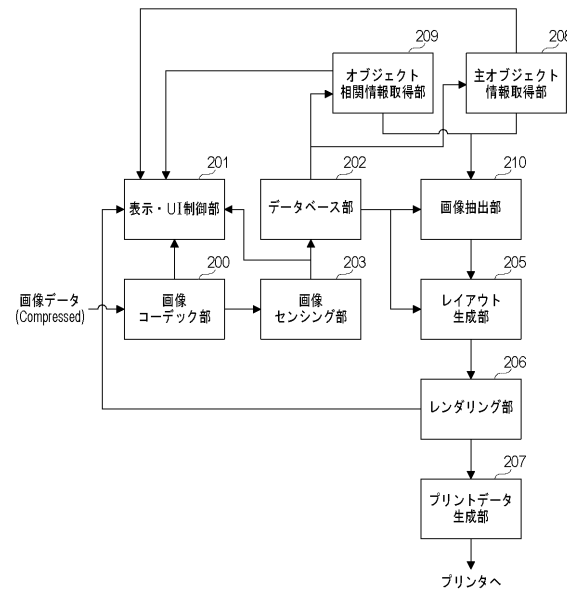 209
オブジェクト
相関情報取得部
208
主オブジェクト
情報取得部
201
表示・UI制御部
202
データベース部
210
画像抽出部
画像データ
(Compressed)
200
画像
コーデック部
203
画像
センシング部
205
レイアウト
生成部
206
レンダリング部
207
プリントデータ
生成部
プリンタへ